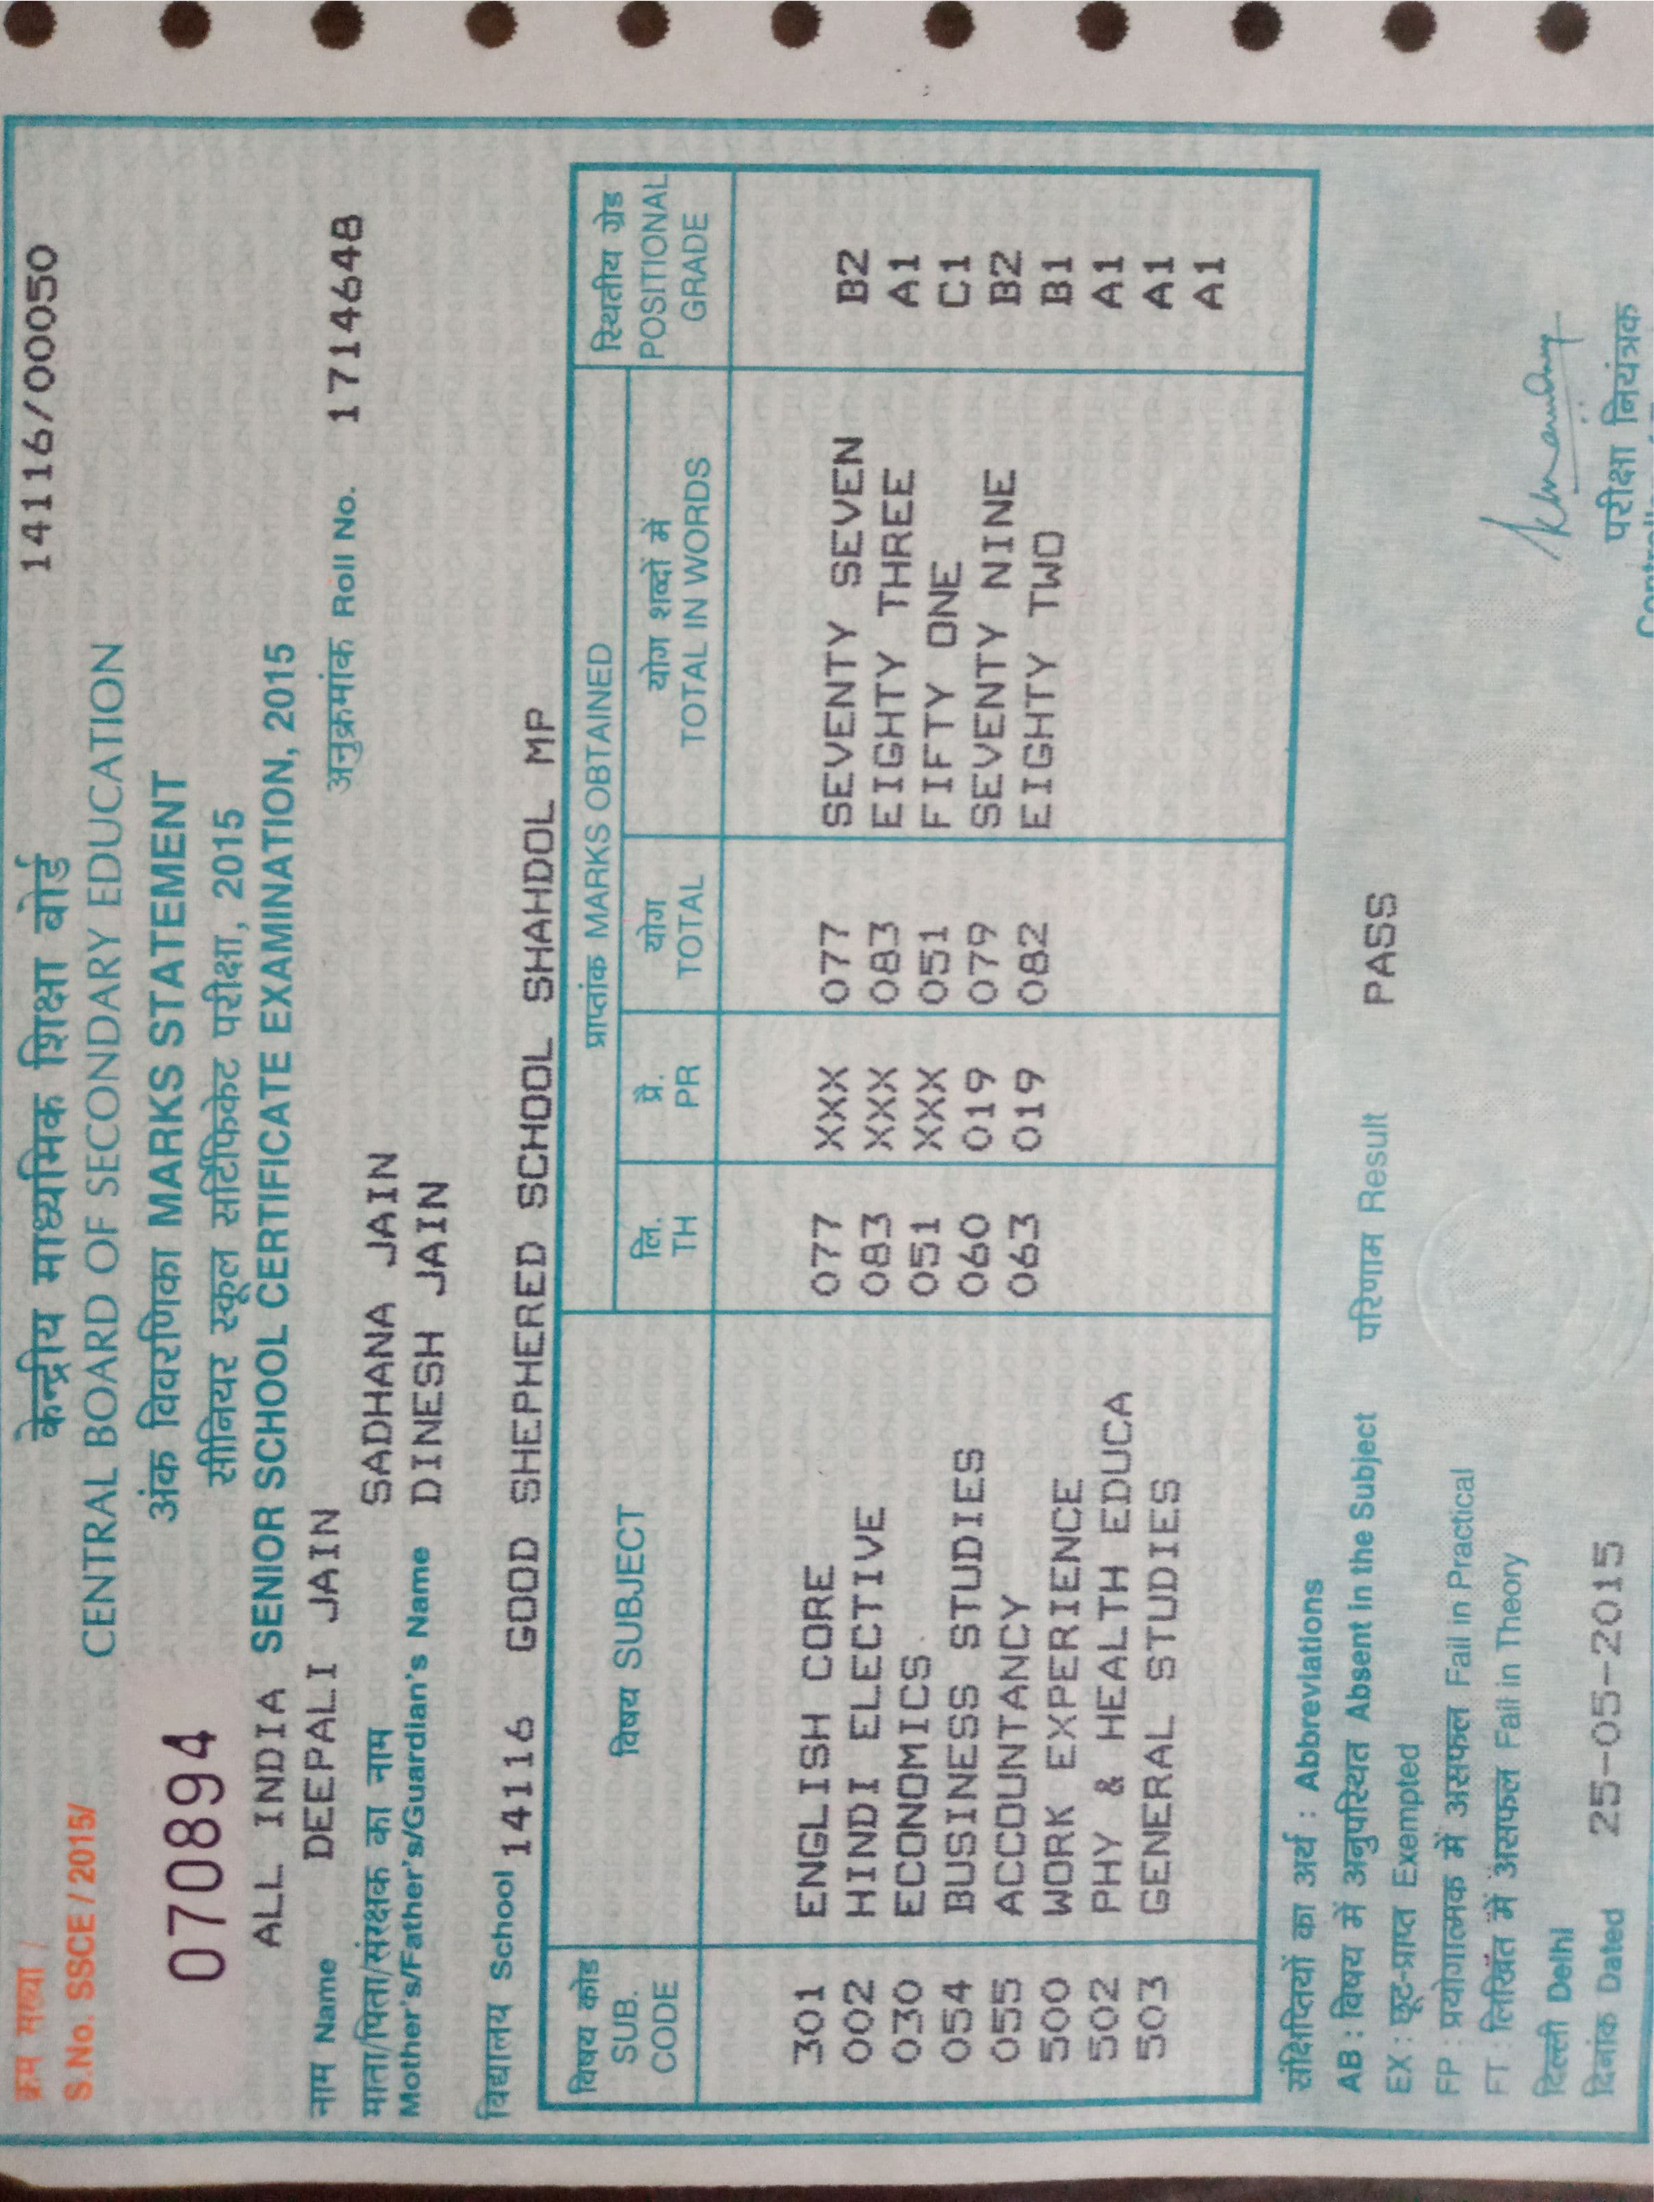 क्रम संख्या / 14116/00050
S.No. SSCE / 2015/
070894
केन्द्रीय माध्यमिक शिक्षा बोर्ड
CENTRAL BOARD OF SECONDARY EDUCATION
अंक विवरणिका MARKS STATEMENT
सीनियर स्कूल सर्टिफिकेट परीक्षा, 2015
ALL INDIA SENIOR SCHOOL CERTIFICATE EXAMINATION, 2015
नाम Name DEEPALI JAIN अनुक्रमांक Roll No. 1714648
माता/पिता/संरक्षक का नाम SADHANA JAIN
Mother's/Father's/Guardian's Name DINESH JAIN
विद्यालय School 14116 GOOD SHEPHERED SCHOOL SHAHDOL MP
विषय कोड विषय SUBJECT प्राप्तांक MARKS OBTAINED स्थितीय ग्रेड
SUB. लि. प्रै. योग योग शब्दों में POSITIONAL
CODE TH PR TOTAL TOTAL IN WORDS GRADE
301 ENGLISH CORE 077 XXX 077 SEVENTY SEVEN B2
002 HINDI ELECTIVE 083 XXX 083 EIGHTY THREE A1
030 ECONOMICS 051 XXX 051 FIFTY ONE C1
054 BUSINESS STUDIES 060 019 079 SEVENTY NINE B2
055 ACCOUNTANCY 063 019 082 EIGHTY TWO B1
500 WORK EXPERIENCE A1
502 PHY & HEALTH EDUCA A1
503 GENERAL STUDIES A1
संक्षिप्तियों का अर्थ : Abbreviations
AB : विषय में अनुपस्थित Absent in the Subject परिणाम Result PASS
EX : छूट-प्राप्त Exempted
FP : प्रयोगात्मक में असफल Fail in Practical
FT : लिखित में असफल Fail in Theory
दिल्ली Delhi
दिनांक Dated 25-05-2015 परीक्षा नियंत्रक